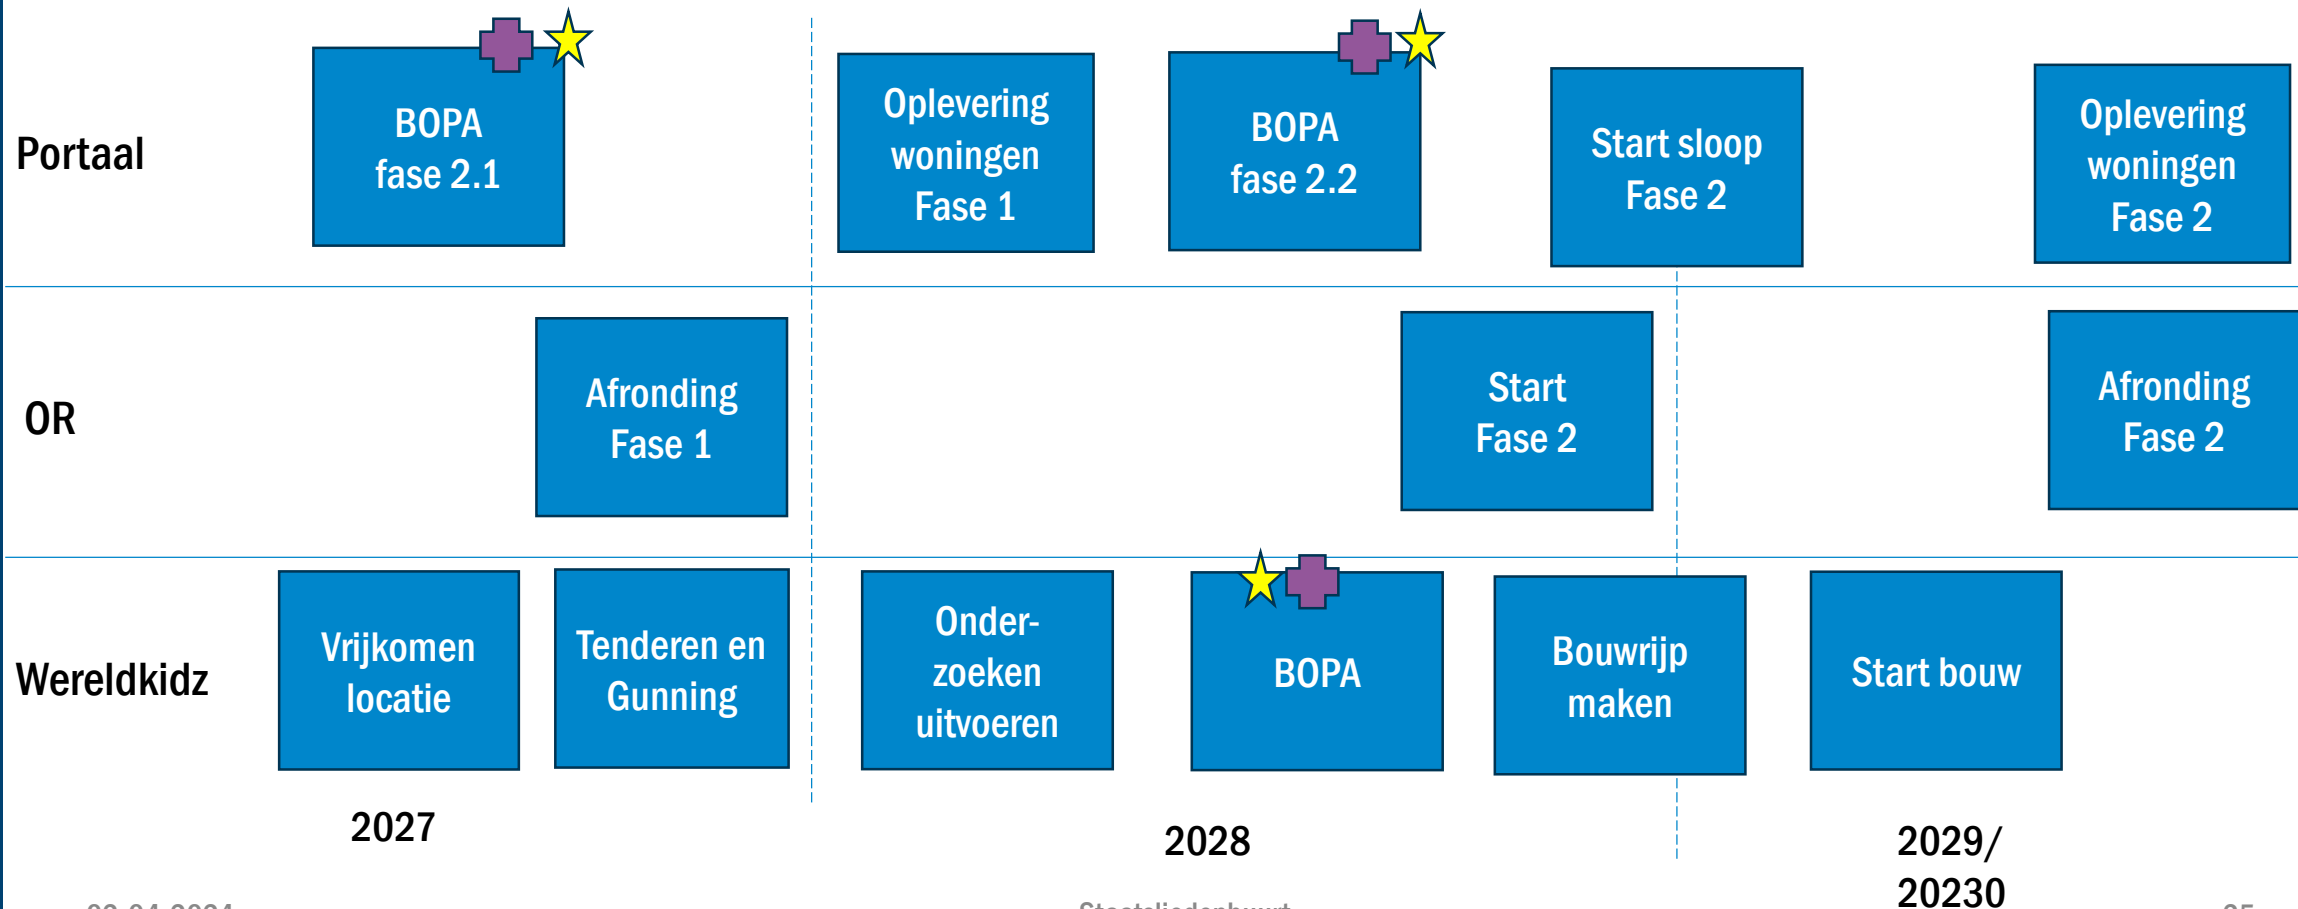 Portaal
BOPA
fase 2.1
Oplevering
woningen
Fase 1
BOPA
fase 2.2
Start sloop
Fase 2
Oplevering
woningen
Fase 2
OR
Afronding
Fase 1
Start
Fase 2
Afronding
Fase 2
Wereldkidz
Vrijkomen
locatie
Tenderen en
Gunning
Onder-
zoeken
uitvoeren
BOPA
Bouwrijp
maken
Start bouw
2027
2028
2029/
20230
Staatsliedenbuurt